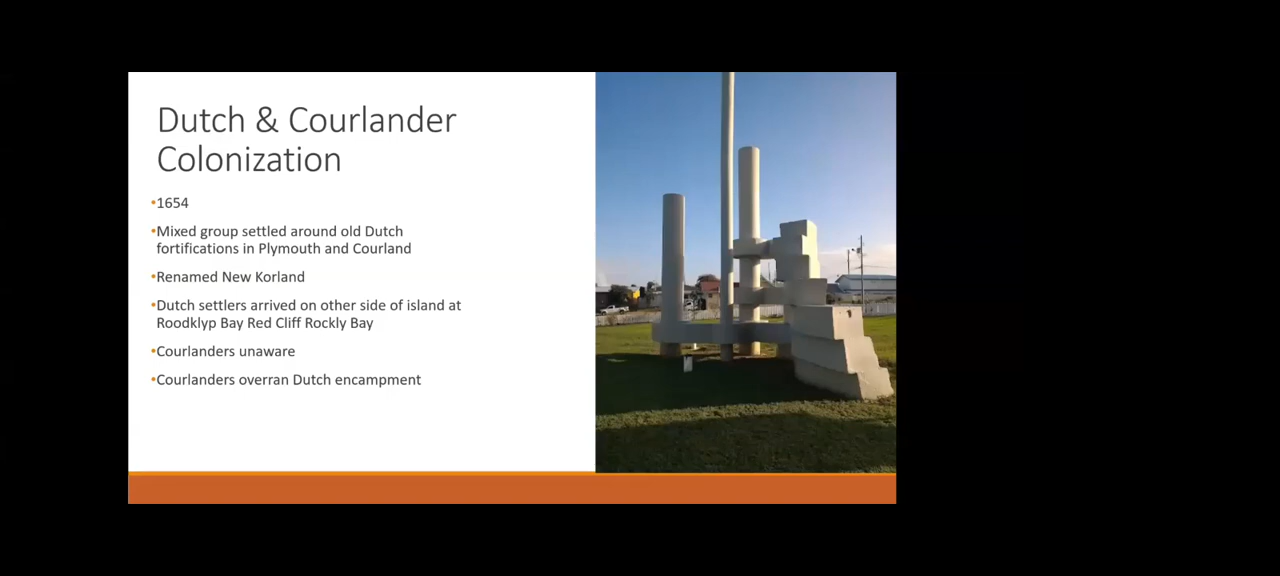 Dutch & Courlander
Colonization
•1654
•Mixed group settled around old Dutch
fortifications in Plymouth and Courland
•Renamed New Korland
•Dutch settlers arrived on other side of island at
Roodklyp Bay Red Cliff Rockly Bay
•Courlanders unaware
•Courlanders overran Dutch encampment